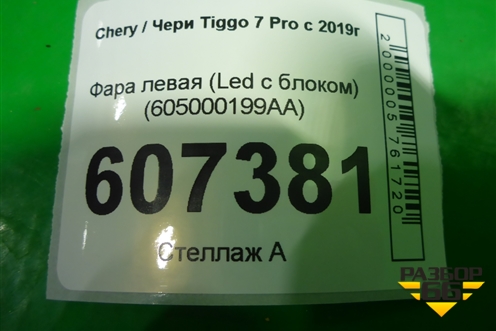 Chery / Чери Tiggo 7 Pro с 2019г
Фара левая (Led с блоком)
(605000199AA)
607381
Стеллаж А
2000005761720
РАЗБОР
66